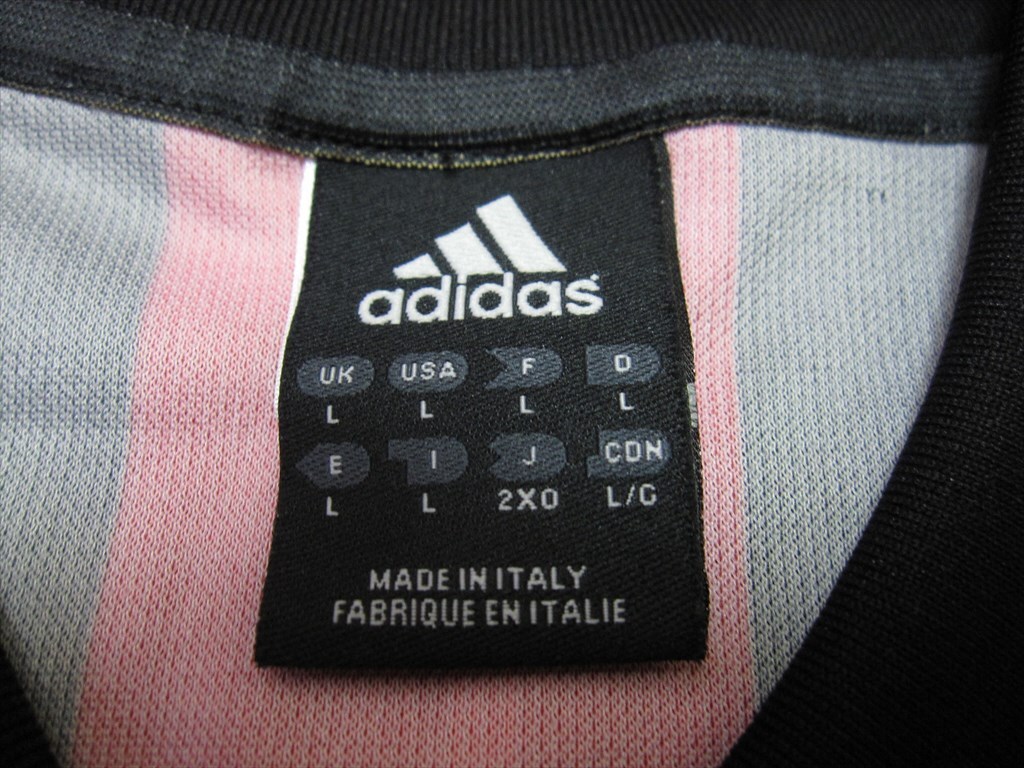 adidas
UK USA F D
L L L L
E I J CDN
L L 2XO L/G
MADE IN ITALY
FABRIQUE EN ITALIE